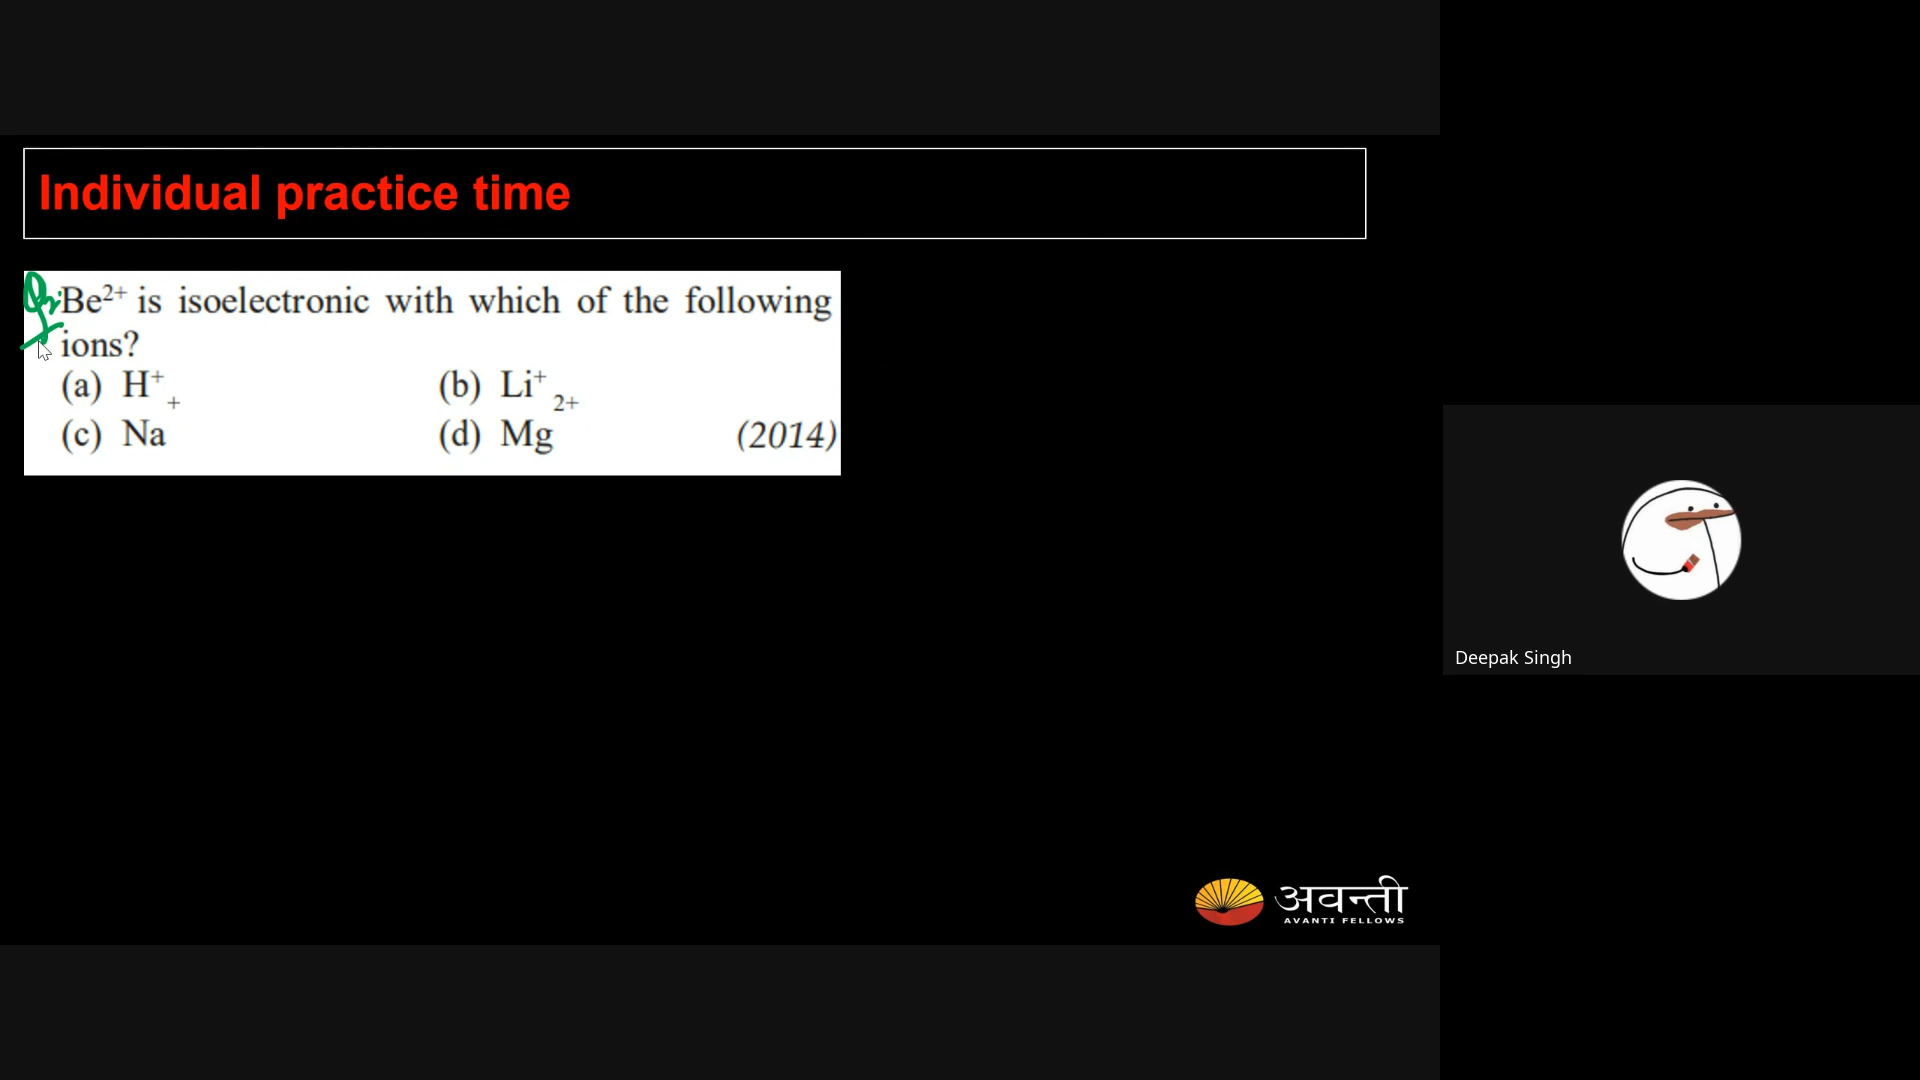 Individual practice time
Be²⁺ is isoelectronic with which of the following
ions?
(a) H⁺ (b) Li⁺
(c) Na⁺ (d) Mg²⁺ (2014)
Deepak Singh
अवन्ती
AVANTI FELLOWS